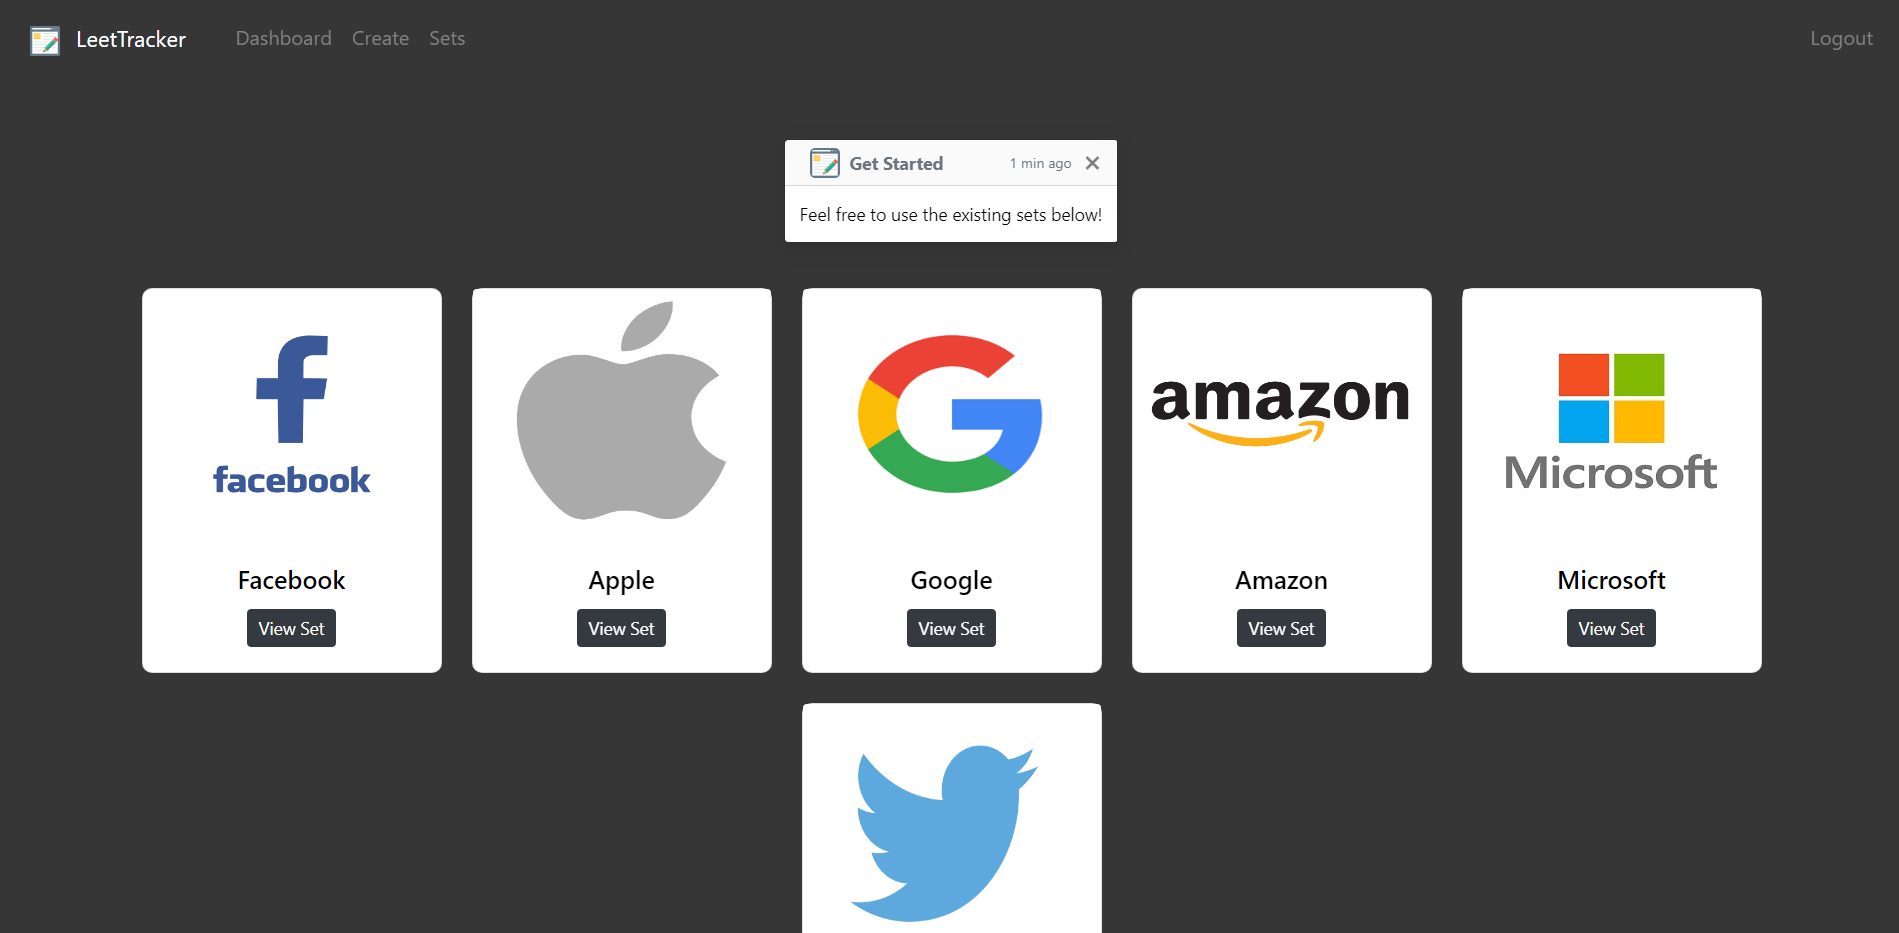 LeetTracker Dashboard Create Sets Logout
Get Started 1 min ago ×
Feel free to use the existing sets below!
facebook
amazon
Microsoft
Facebook Apple Google Amazon Microsoft
View Set View Set View Set View Set View Set